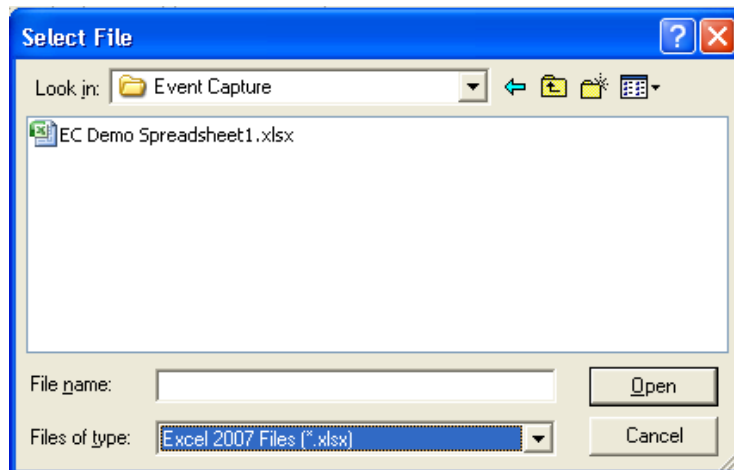 Select File
Look in: Event Capture
EC Demo Spreadsheet1.xlsx
File name: Open
Files of type: Excel 2007 Files (*.xlsx) Cancel